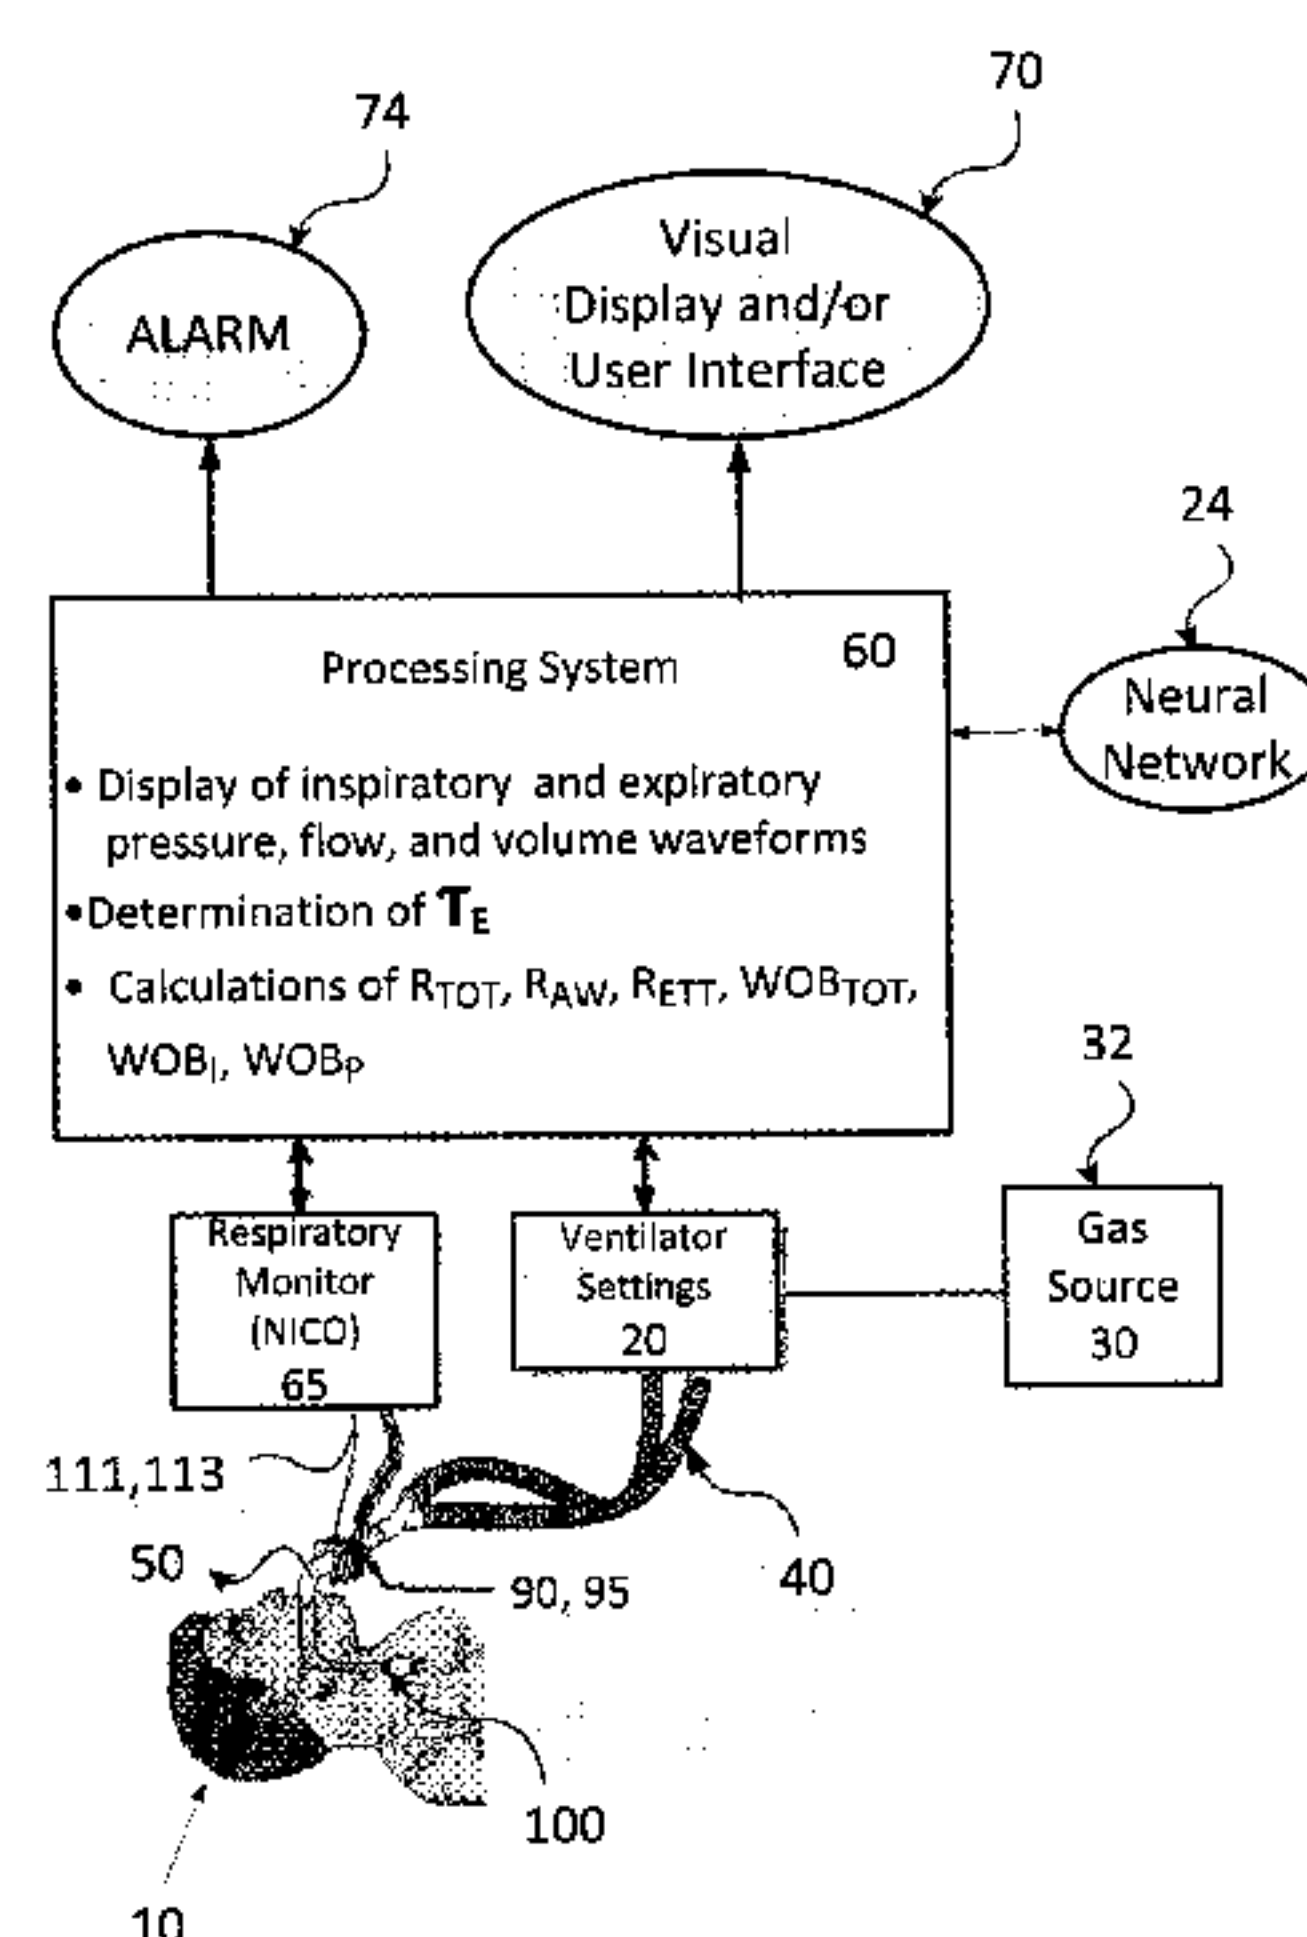 70
74
Visual
Display and/or
User Interface
ALARM
24
60
Processing System
Neural
Network
• Display of inspiratory and expiratory
pressure, flow, and volume waveforms
•Determination of τE
• Calculations of RTOT, RAW, RETT, WOBTOT,
WOBI, WOBP
32
Respiratory
Monitor
(NICO)
65
Ventilator
Settings
20
Gas
Source
30
111,113
50
90, 95
40
100
10